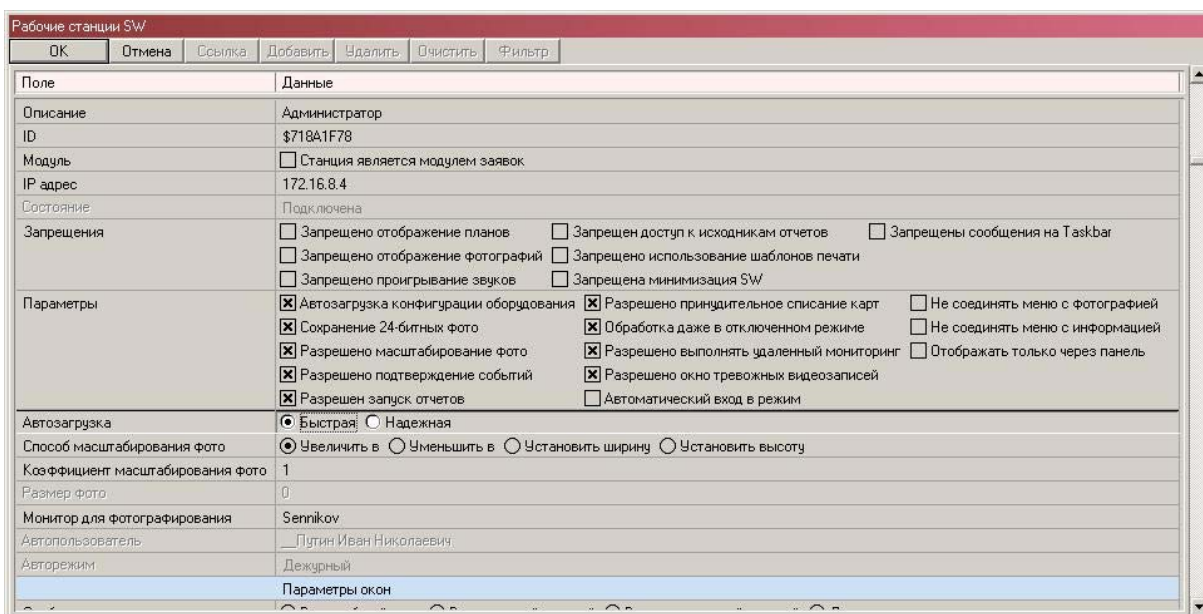 Рабочие станции SW
OK Отмена Ссылка Добавить Удалить Очистить Фильтр
Поле Данные
Описание Администратор
ID $718A1F78
Модуль Станция является модулем заявок
IP адрес 172.16.8.4
Состояние Подключена
Запрещения Запрещено отображение планов Запрещен доступ к исходникам отчетов Запрещены сообщения на Taskbar
Запрещено отображение фотографий Запрещено использование шаблонов печати
Запрещено проигрывание звуков Запрещена минимизация SW
Параметры Автозагрузка конфигурации оборудования Разрешено принудительное списание карт Не соединять меню с фотографией
Сохранение 24-битных фото Обработка даже в отключенном режиме Не соединять меню с информацией
Разрешено масштабирование фото Разрешено выполнять удаленный мониторинг Отображать только через панель
Разрешено подтверждение событий Разрешено окно тревожных видеозаписей
Разрешен запуск отчетов Автоматический вход в режим
Автозагрузка Быстрая Надежная
Способ масштабирования фото Увеличить в Уменьшить в Установить ширину Установить высоту
Коэффициент масштабирования фото 1
Размер фото 0
Монитор для фотографирования Sennikov
Автопользователь __Путин Иван Николаевич
Авторежим Дежурный
Параметры окон